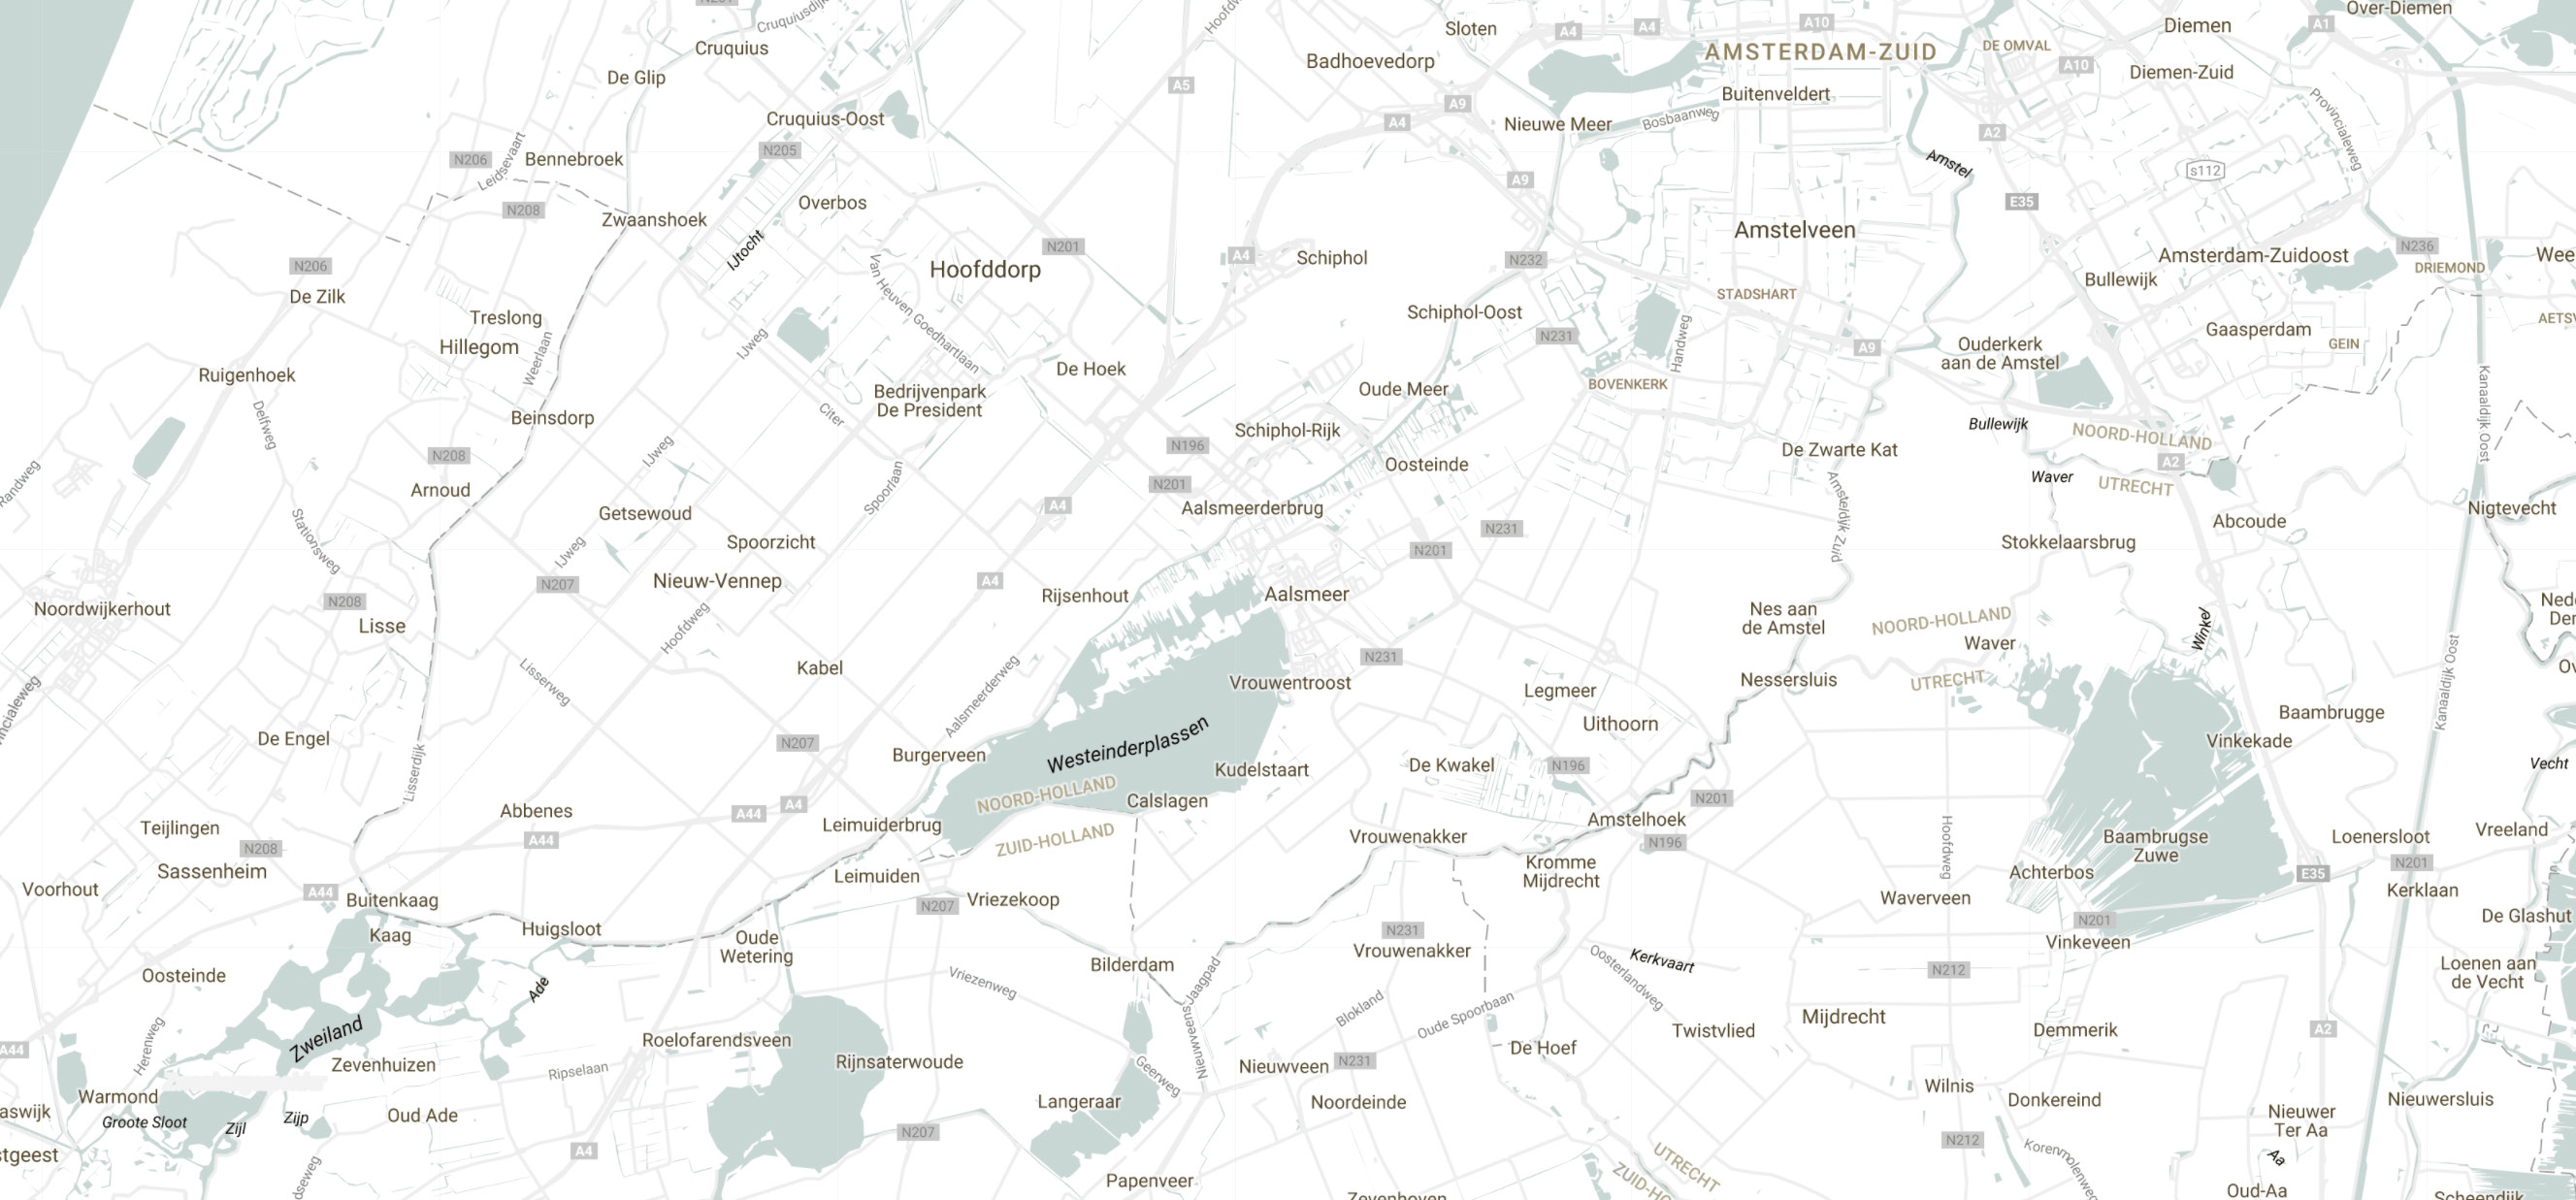 Cruquiusdijk
Sloten
A4
A4
A10
Diemen
A1
Over-Diemen
Cruquius
Badhoevedorp
AMSTERDAM-ZUID
DE OMVAL
A10
Diemen-Zuid
De Glip
A5
A9
Buitenveldert
Provincialeweg
Cruquius-Oost
A4
Nieuwe Meer
Bosbaanweg
A2
N206
Leidsevaart
Bennebroek
N205
A9
Amstel
s112
N208
Zwaanshoek
Overbos
E35
IJtocht
N201
A4
Schiphol
N232
Amstelveen
Amsterdam-Zuidoost
N236
DRIEMOND
Wee
N206
De Zilk
Van Heuven Goedhartlaan
Hoofddorp
Bullewijk
STADSHART
Treslong
Hillegom
Weerlaan
IJweg
Schiphol-Oost
N231
Handweg
A9
Ouderkerk
aan de Amstel
Gaasperdam
GEIN
AETSV
Ruigenhoek
De Hoek
Bedrijvenpark
De President
Oude Meer
BOVENKERK
Kanaaldijk Oost
Delfweg
Beinsdorp
Citer
Schiphol-Rijk
Bullewijk
NOORD-HOLLAND
A2
UTRECHT
N208
IJweg
N196
Oosteinde
De Zwarte Kat
Waver
Randweg
Arnoud
Spoorlaan
N201
A4
Aalsmeerderbrug
Amsteldijk Zuid
Nigtevecht
Stationsweg
Getsewoud
Spoorzicht
N231
N201
Abcoude
Stokkelaarsbrug
IJweg
N207
Nieuw-Vennep
A4
Rijsenhout
Aalsmeer
Noordwijkerhout
N208
Lisse
Hoofdweg
Nes aan
de Amstel
NOORD-HOLLAND
Waver
UTRECHT
Winkel
Lisserweg
Kabel
Aalsmeerderweg
N231
Vrouwentroost
Legmeer
Nessersluis
Kanaaldijk Oost
De Engel
Lisserdijk
N207
Burgerveen
Westeinderplassen
Uithoorn
Baambrugge
Vinkekade
Kudelstaart
De Kwakel
N196
Vecht
NOORD-HOLLAND
Calslagen
N201
Abbenes
A44
A4
Teijlingen
N208
A44
Leimuiderbrug
ZUID-HOLLAND
Vrouwenakker
Amstelhoek
N196
Hoofdweg
Baambrugse
Zuwe
Loenersloot
Vreeland
Sassenheim
Voorhout
A44
Leimuiden
Kromme
Mijdrecht
Achterbos
E35
N201
Kerklaan
Buitenkaag
N207
Vriezekoop
Waverveen
N201
De Glashut
Kaag
Huigsloot
Oude
Wetering
N231
Vrouwenakker
Vinkeveen
Oosteinde
Ade
Vriezenweg
Bilderdam
Jaagpad
Oosterlandweg
Kerkvaart
N212
Loenen aan
de Vecht
Herenweg
Zweiland
Blokland
Oude Spoorbaan
Mijdrecht
Twistvlied
Demmerik
A2
A44
Zevenhuizen
Ripselaan
Roelofarendsveen
Rijnsaterwoude
Geerweg
Nieuwveens
Nieuwveen
N231
De Hoef
Warmond
Groote Sloot
Zijl
Zijp
Oud Ade
Langeraar
Noordeinde
Wilnis
Donkereind
Nieuwersluis
Nieuwer
Ter Aa
A4
N207
N212
Korenmolenweg
Aa
Papenveer
UTRECHT
Oud-Aa